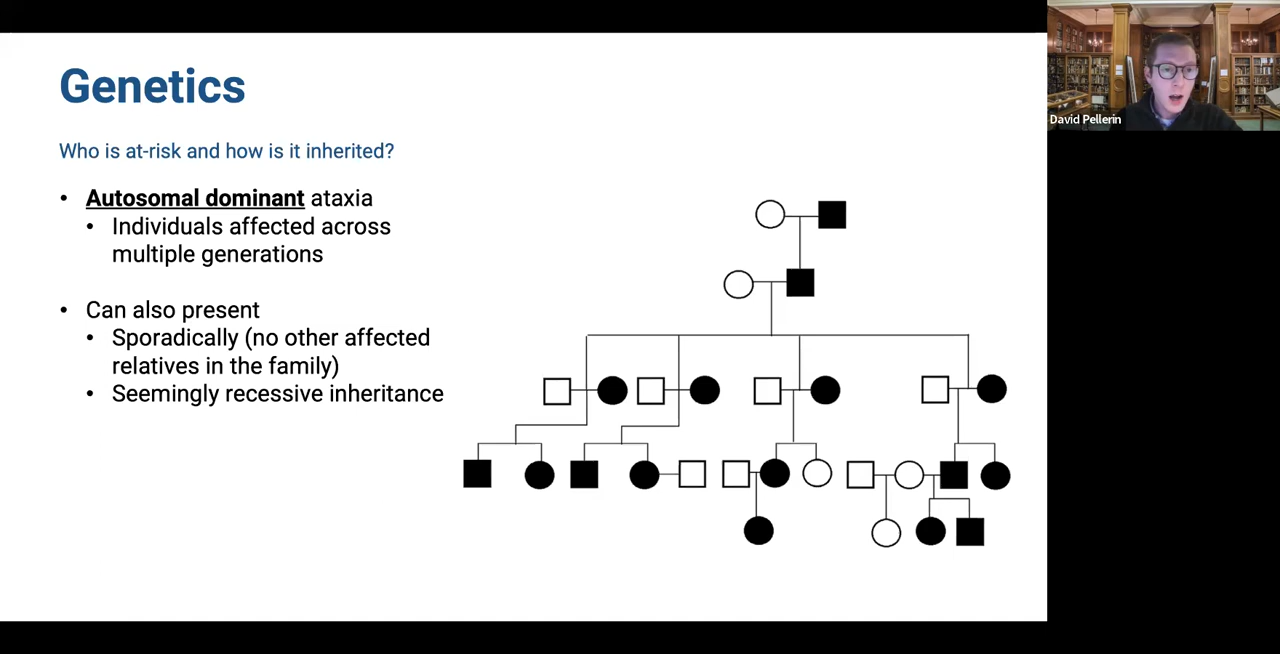 Genetics
Who is at-risk and how is it inherited?
• Autosomal dominant ataxia
• Individuals affected across
multiple generations
• Can also present
• Sporadically (no other affected
relatives in the family)
• Seemingly recessive inheritance
David Pellerin